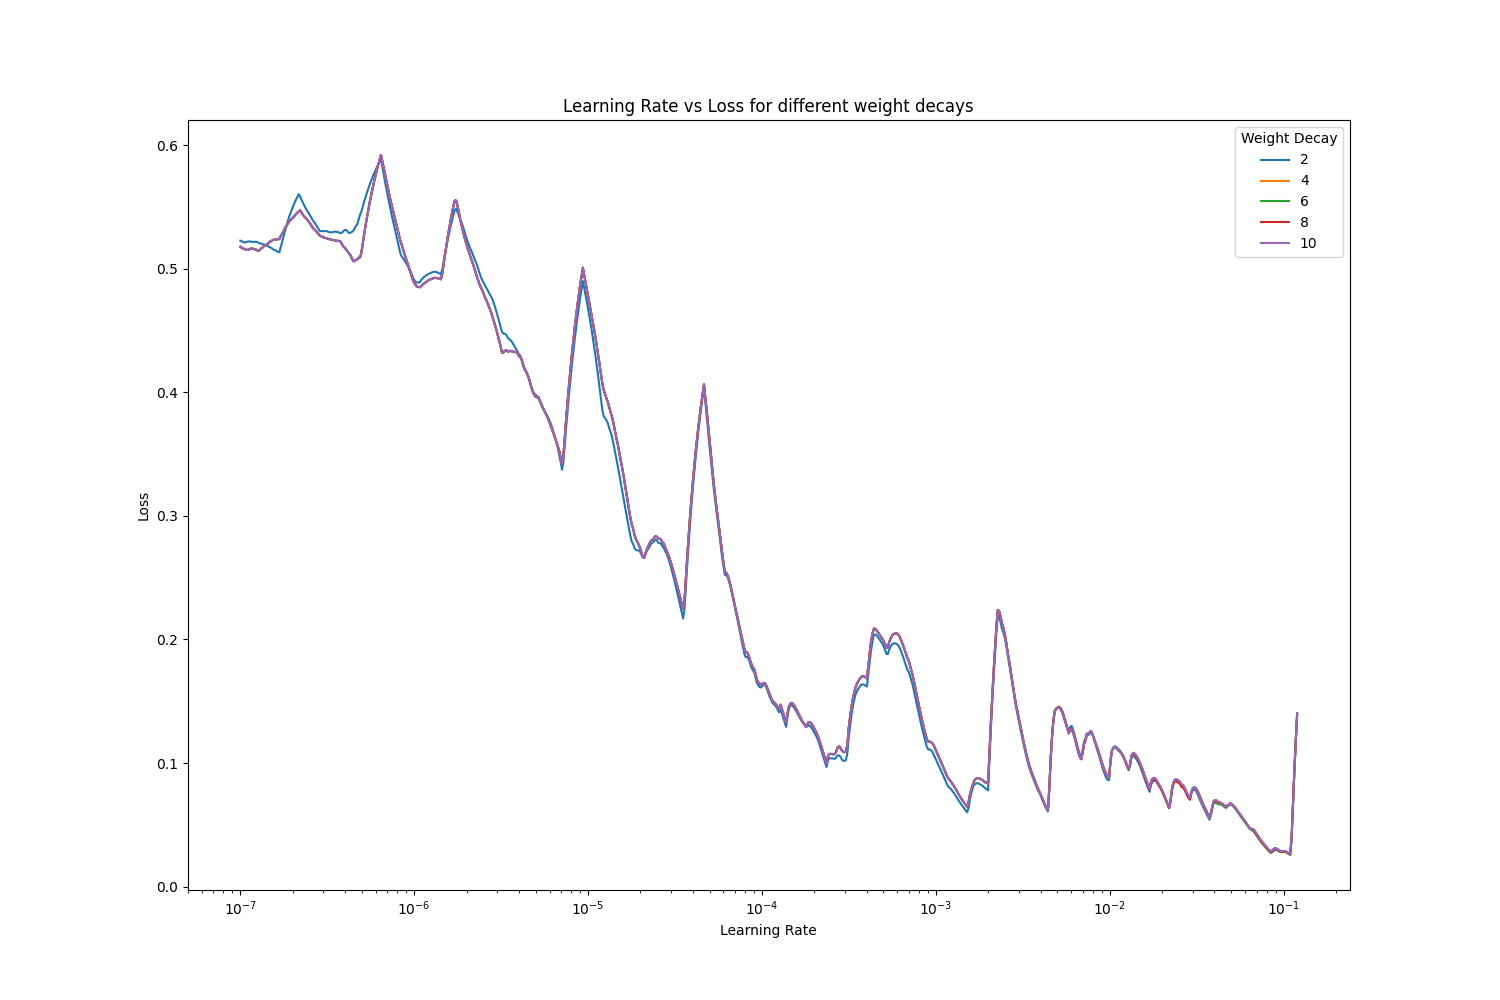 Learning Rate vs Loss for different weight decays
Weight Decay
2
4
6
8
10
Loss
0.6
0.5
0.4
0.3
0.2
0.1
0.0
10⁻⁷ 10⁻⁶ 10⁻⁵ 10⁻⁴ 10⁻³ 10⁻² 10⁻¹
Learning Rate